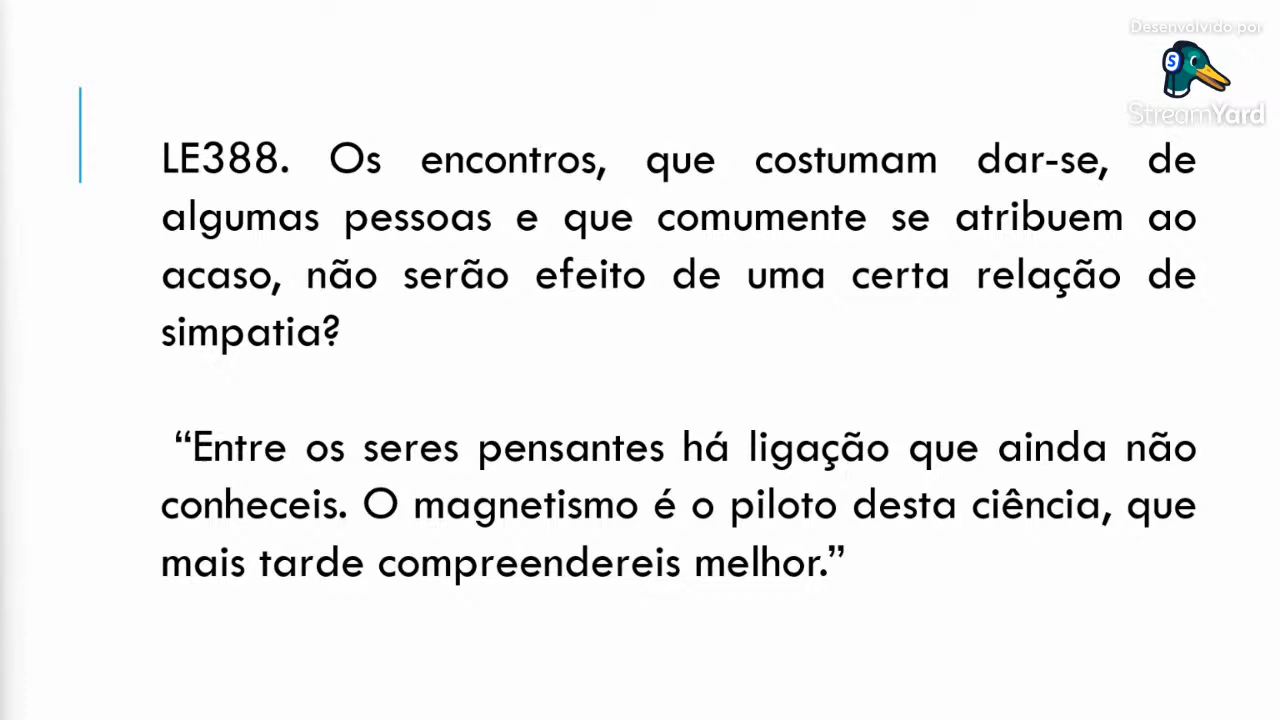 Desenvolvido por
S
StreamYard
LE388. Os encontros, que costumam dar-se, de
algumas pessoas e que comumente se atribuem ao
acaso, não serão efeito de uma certa relação de
simpatia?
“Entre os seres pensantes há ligação que ainda não
conheceis. O magnetismo é o piloto desta ciência, que
mais tarde compreendereis melhor.”